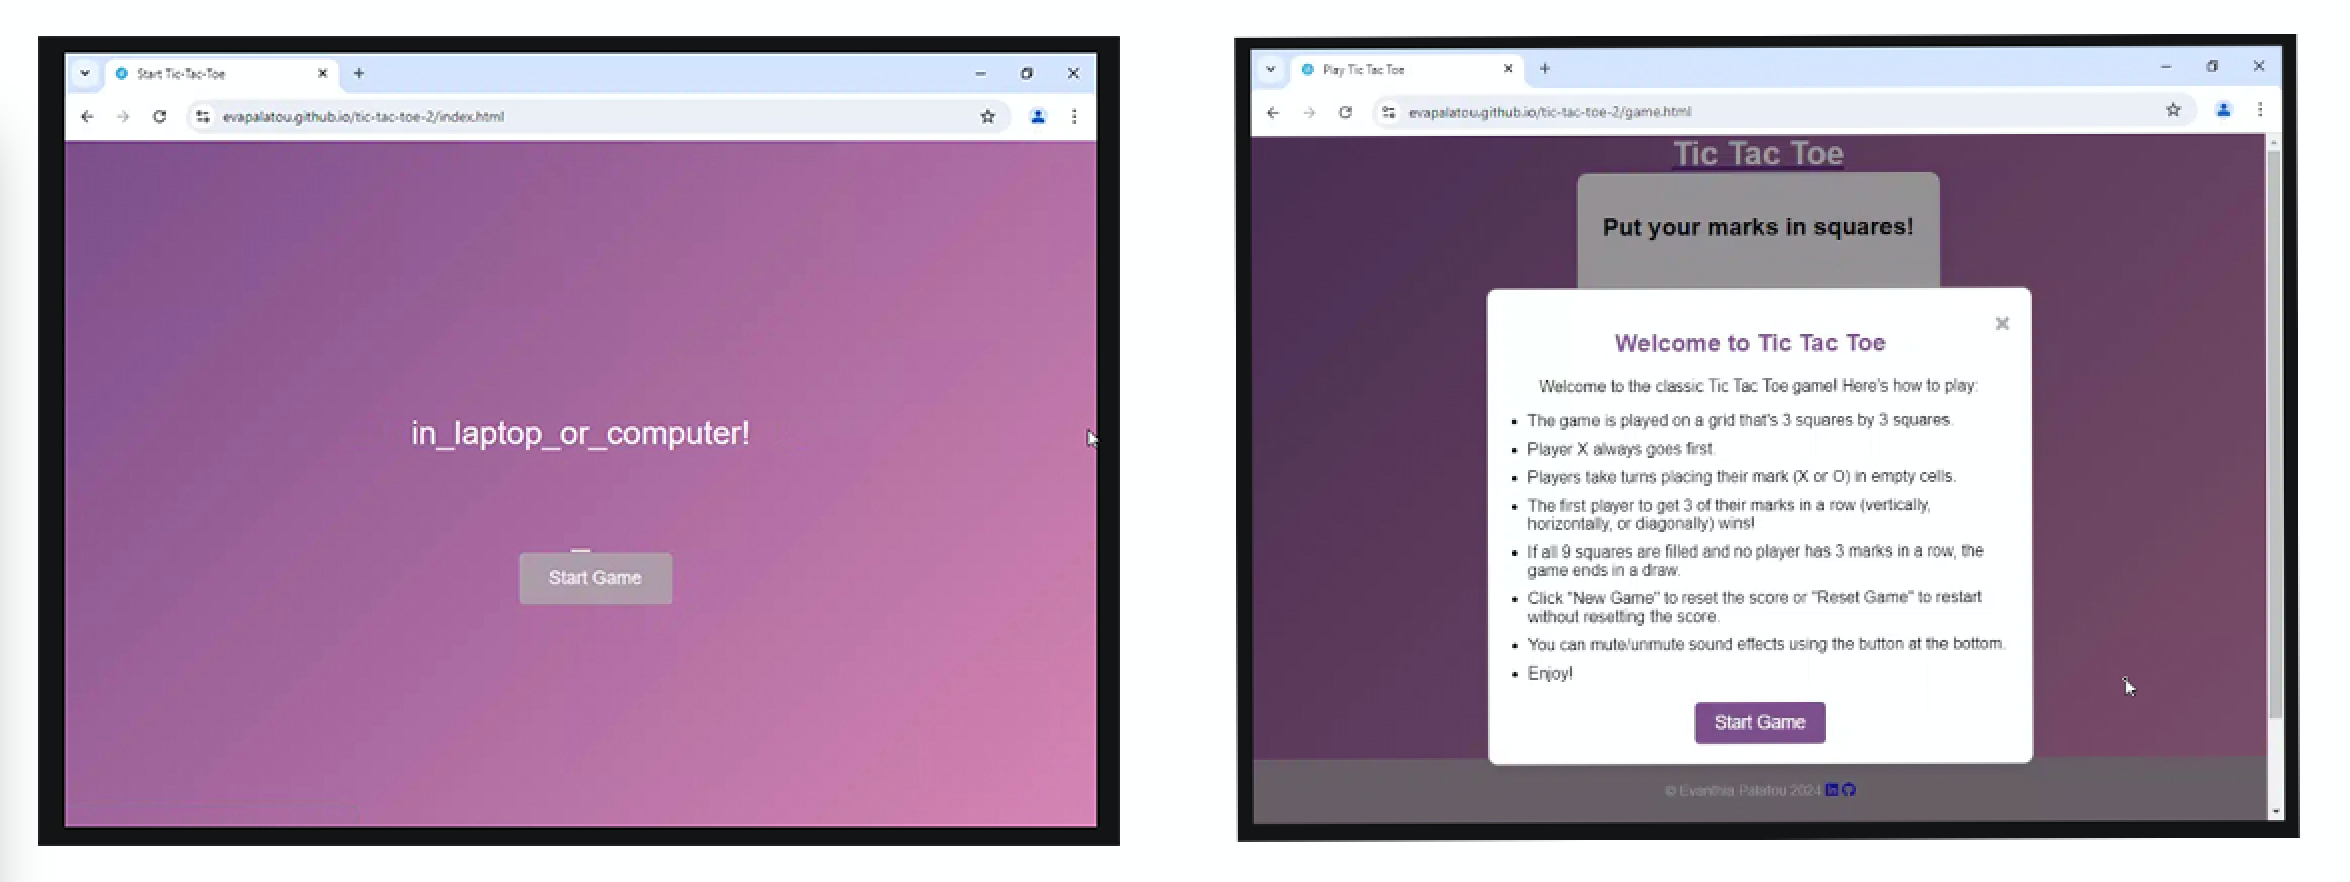 Start Tic-Tac-Toe
evapalatou.github.io/tic-tac-toe-2/index.html
in_laptop_or_computer!
Start Game
Play Tic Tac Toe
evapalatou.github.io/tic-tac-toe-2/game.html
Tic Tac Toe
Put your marks in squares!
Welcome to Tic Tac Toe
Welcome to the classic Tic Tac Toe game! Here's how to play:
• The game is played on a grid that's 3 squares by 3 squares.
• Player X always goes first.
• Players take turns placing their mark (X or O) in empty cells.
• The first player to get 3 of their marks in a row (vertically,
horizontally, or diagonally) wins!
• If all 9 squares are filled and no player has 3 marks in a row, the
game ends in a draw.
• Click "New Game" to reset the score or "Reset Game" to restart
without resetting the score.
• You can mute/unmute sound effects using the button at the bottom.
• Enjoy!
Start Game
© Evanthia Palatou 2024